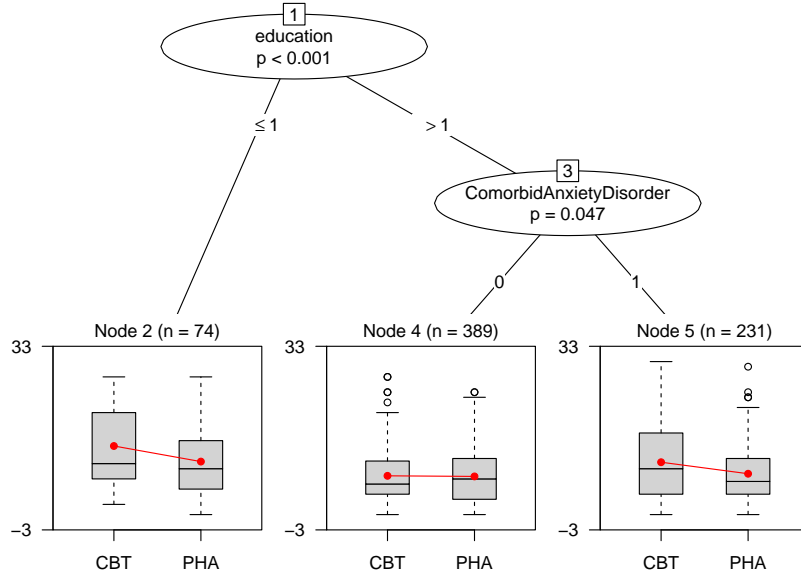 1
education
p < 0.001
≤ 1
> 1
3
ComorbidAnxietyDisorder
p = 0.047
0
1
Node 2 (n = 74)
Node 4 (n = 389)
Node 5 (n = 231)
33
33
33
−3
−3
−3
CBT
PHA
CBT
PHA
CBT
PHA